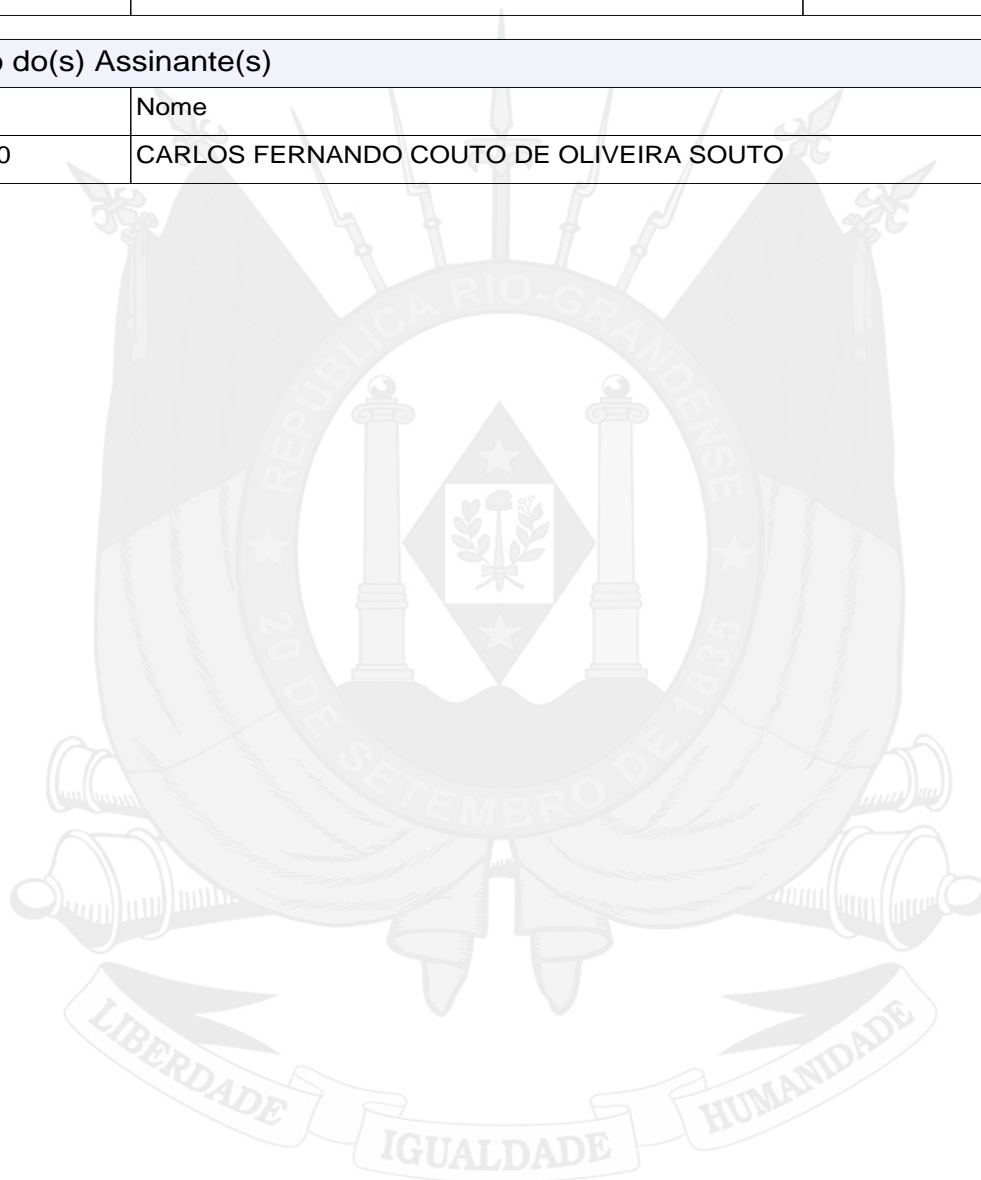 do(s) Assinante(s)
Nome
0 CARLOS FERNANDO COUTO DE OLIVEIRA SOUTO
REPÚBLICA RIO-GRANDENSE
★ 20 DE SETEMBRO DE 1835 ★
LIBERDADE IGUALDADE HUMANIDADE